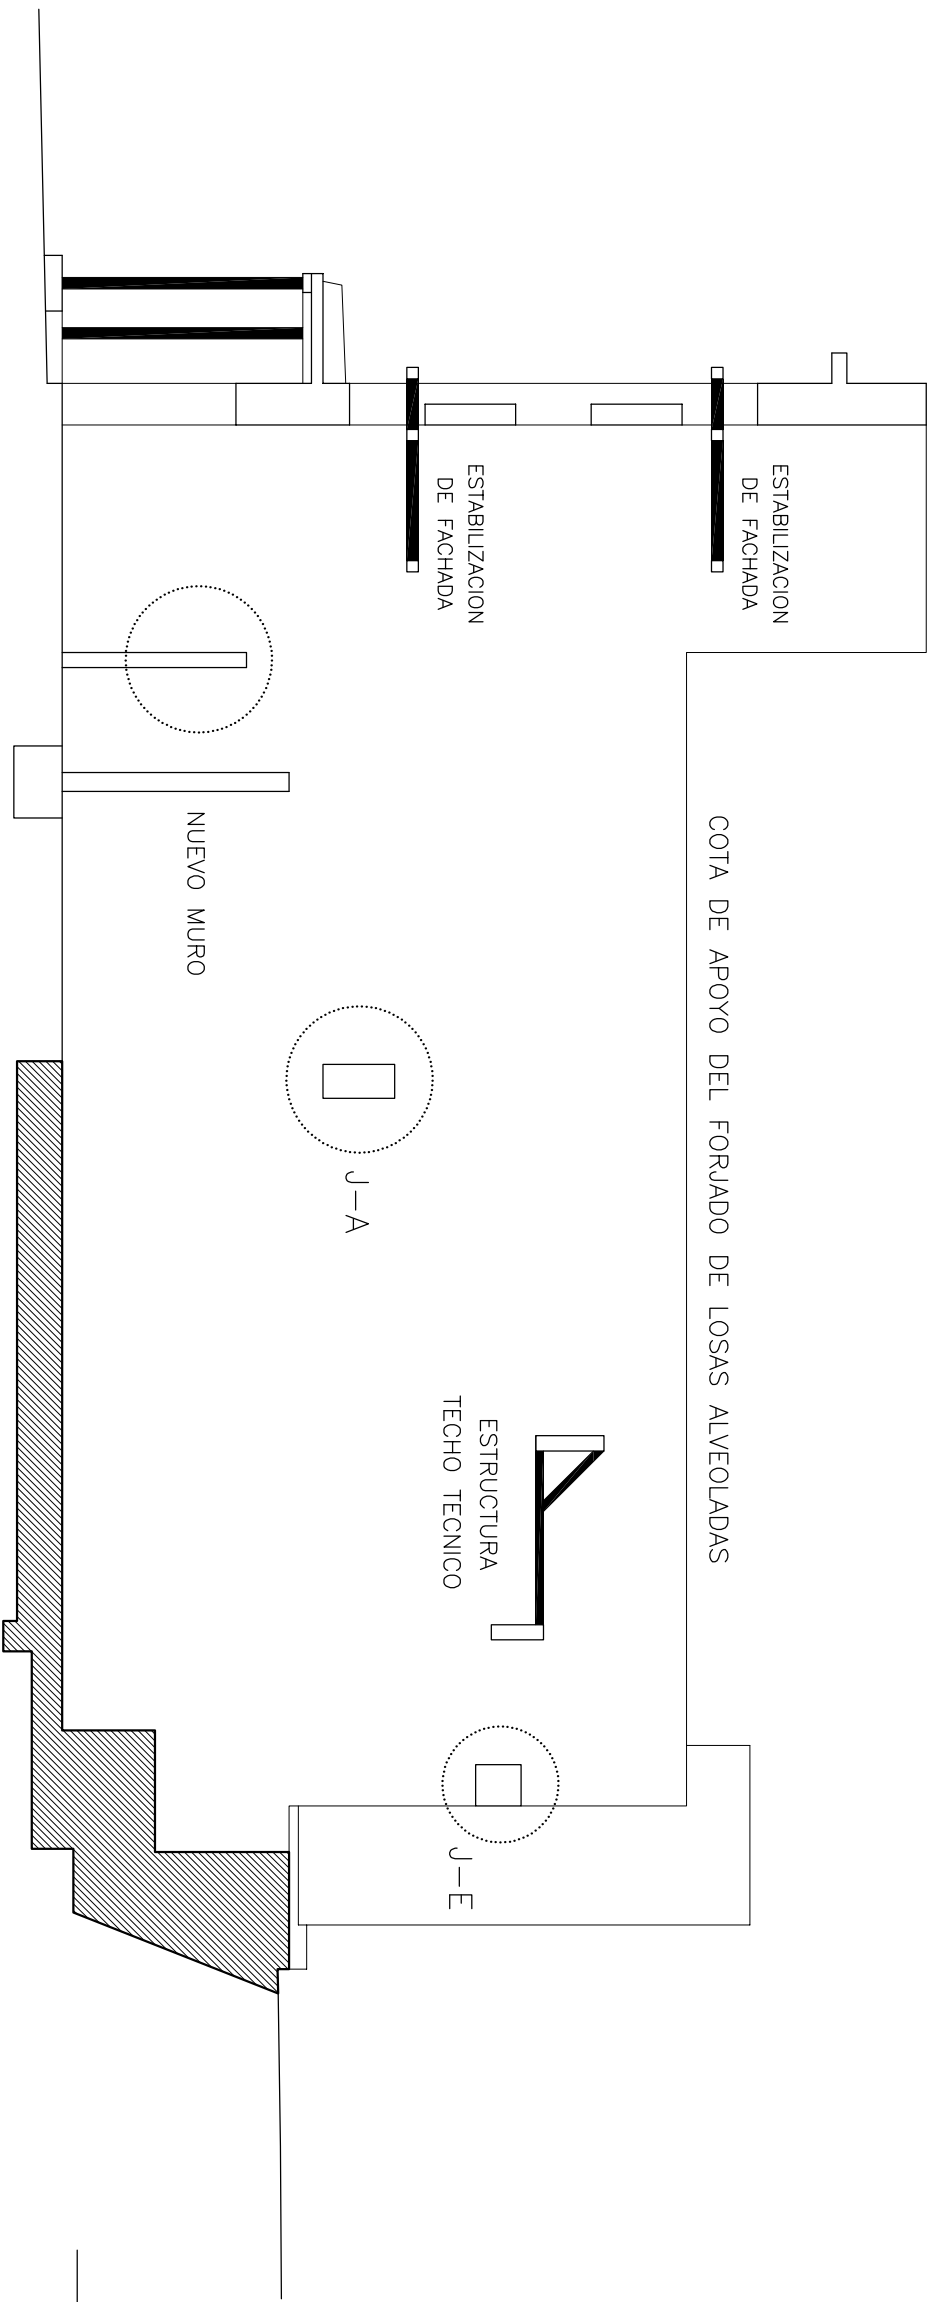 ESTABILIZACION
DE FACHADA
ESTABILIZACION
DE FACHADA
COTA DE APOYO DEL FORJADO DE LOSAS ALVEOLADAS
NUEVO MURO
J-A
ESTRUCTURA
TECHO TECNICO
J-E